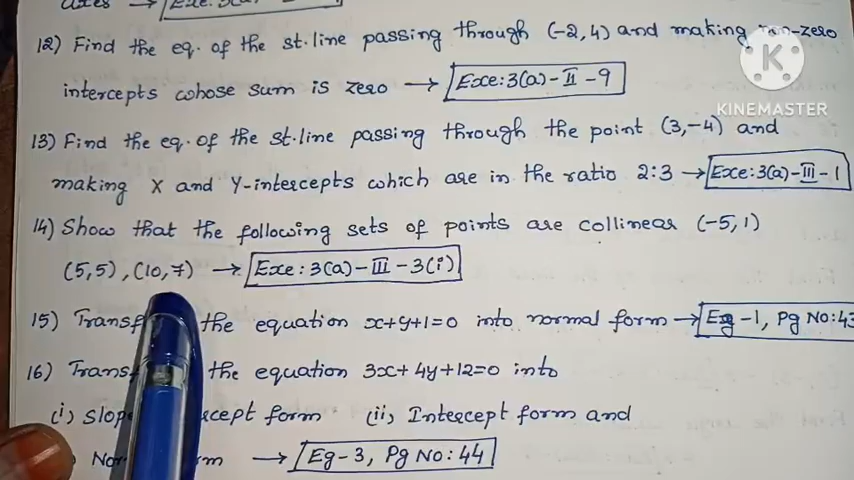 axes →
12) Find the eq. of the st.line passing through (-2,4) and making non-zero
intercepts whose sum is zero → Exe:3(a)-II-9
K
KINEMASTER
13) Find the eq. of the st.line passing through the point (3,-4) and
making X and Y-intercepts which are in the ratio 2:3 → Exe:3(a)-III-1
14) Show that the following sets of points are collinear (-5,1)
(5,5), (10,7) → Exe: 3(a)-III-3(i)
15) the equation x+y+1=0 into normal form → Eg-1, Pg No:43
16) the equation 3x+4y+12=0 into
(i) form (ii) Intercept form and
→ Eg-3, Pg No:44